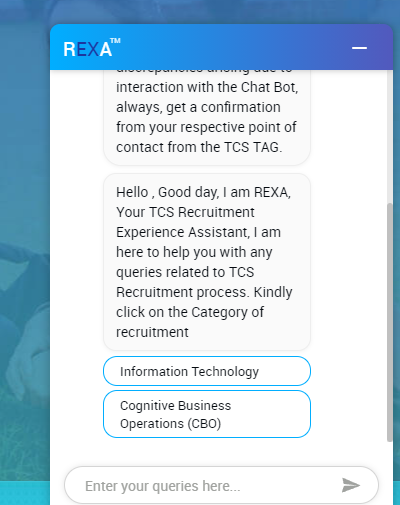 REXA™
discrepancies arising due to
interaction with the Chat Bot,
always, get a confirmation
from your respective point of
contact from the TCS TAG.
Hello , Good day, I am REXA,
Your TCS Recruitment
Experience Assistant, I am
here to help you with any
queries related to TCS
Recruitment process. Kindly
click on the Category of
recruitment
Information Technology
Cognitive Business
Operations (CBO)
Enter your queries here...